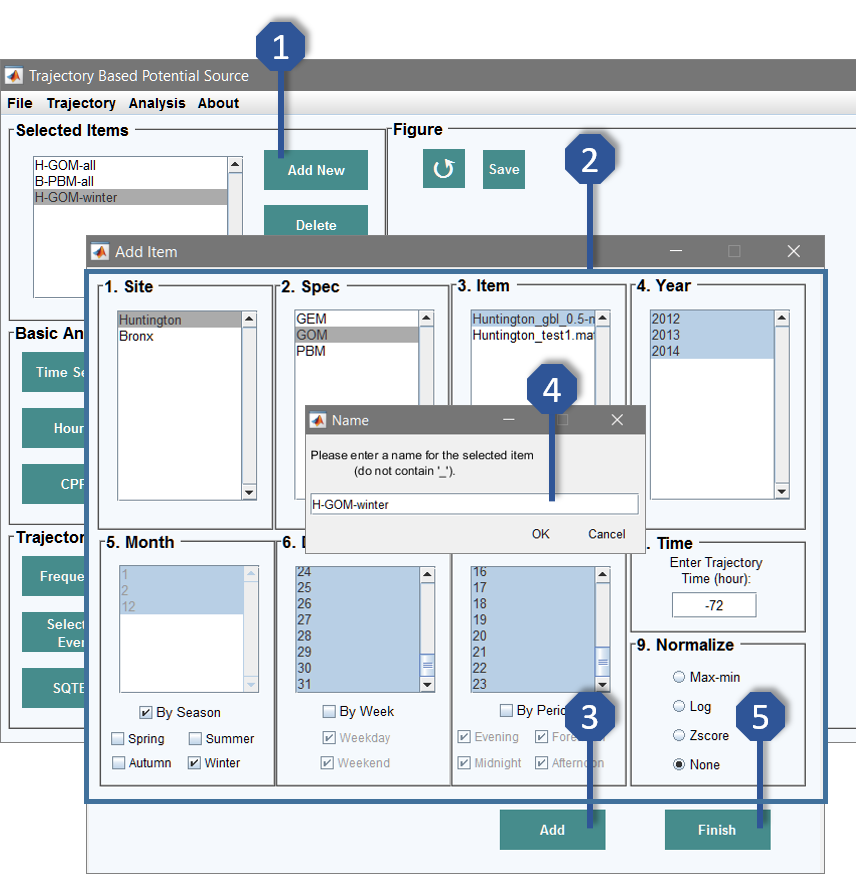 1
Trajectory Based Potential Source
File Trajectory Analysis About
Selected Items
H-GOM-all
B-PBM-all
H-GOM-winter
Add New
Delete
Figure
Save
2
Basic An
Time Se
Hour
CPF
Trajector
Freque
Select
Ever
SQTB
Add Item
1. Site
Huntington
Bronx
2. Spec
GEM
GOM
PBM
3. Item
Huntington_gbl_0.5-m
Huntington_test1.mat
4. Year
2012
2013
2014
4
Name
Please enter a name for the selected item
(do not contain '_').
H-GOM-winter
OK Cancel
5. Month
1
2
12
By Season
Spring Summer
Autumn Winter
6.
24
25
26
27
28
29
30
31
By Week
Weekday
Weekend
16
17
18
19
20
21
22
23
By Perio
Evening
Midnight Afternoon
Time
Enter Trajectory
Time (hour):
-72
9. Normalize
Max-min
Log
Zscore
None
3
5
Add
Finish